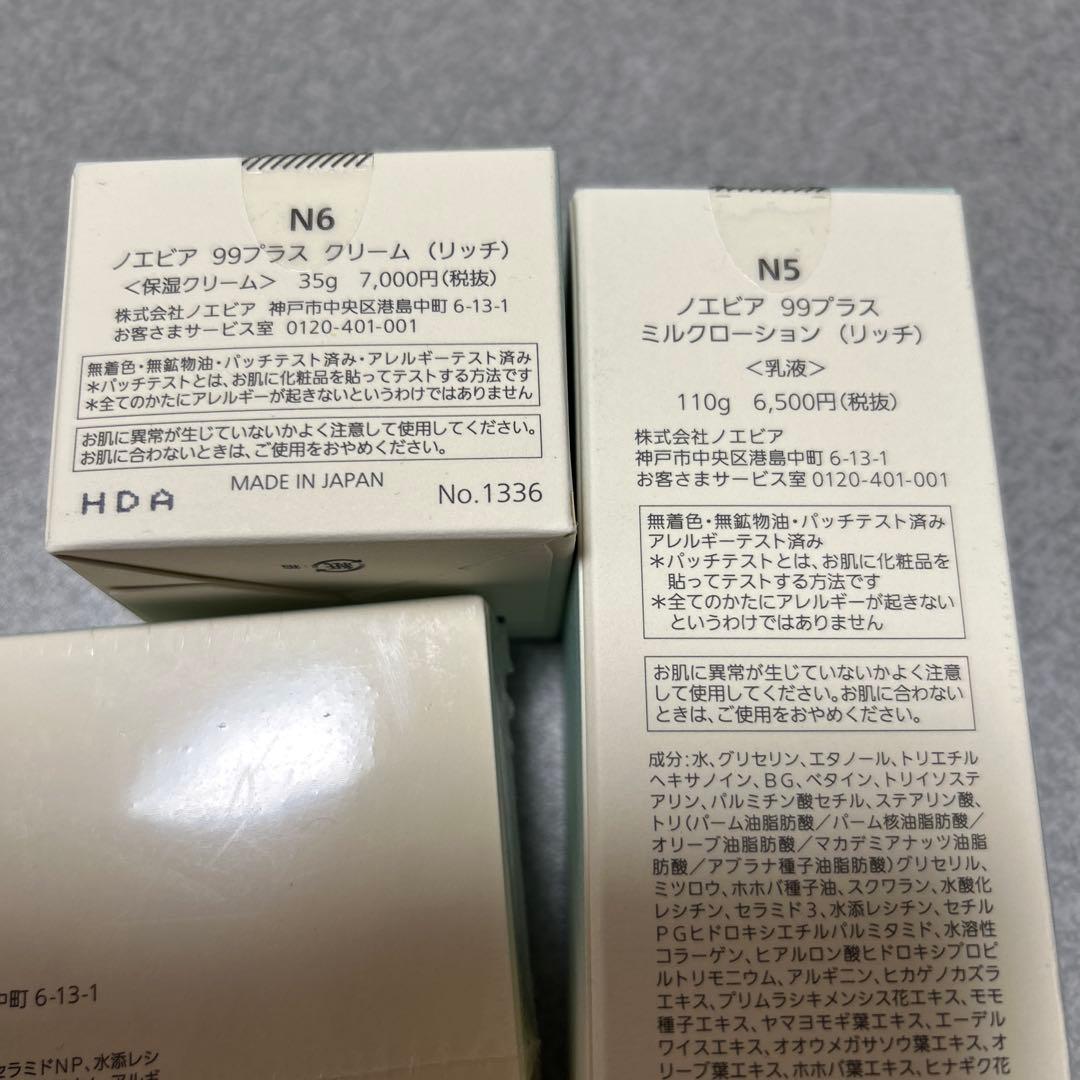 N6
ノエビア 99プラス クリーム (リッチ)
<保湿クリーム> 35g 7,000円(税抜)
株式会社ノエビア 神戸市中央区港島中町 6-13-1
お客さまサービス室 0120-401-001
無着色・無鉱物油・パッチテスト済み・アレルギーテスト済み
＊パッチテストとは、お肌に化粧品を貼ってテストする方法です
＊全てのかたにアレルギーが起きないというわけではありません
お肌に異常が生じていないかよく注意して使用してください。
お肌に合わないときは、ご使用をおやめください。
MADE IN JAPAN
HDA
No.1336
N5
ノエビア 99プラス
ミルクローション (リッチ)
<乳液>
110g 6,500円(税抜)
株式会社ノエビア
神戸市中央区港島中町 6-13-1
お客さまサービス室 0120-401-001
無着色・無鉱物油・パッチテスト済み
アレルギーテスト済み
＊パッチテストとは、お肌に化粧品を
貼ってテストする方法です
＊全てのかたにアレルギーが起きない
というわけではありません
お肌に異常が生じていないかよく注意
して使用してください。お肌に合わない
ときは、ご使用をおやめください。
成分：水、グリセリン、エタノール、トリエチル
ヘキサノイン、BG、ベタイン、トリイソステ
アリン、パルミチン酸セチル、ステアリン酸、
トリ(パーム油脂肪酸／パーム核油脂肪酸／
オリーブ油脂肪酸／マカデミアナッツ油脂
肪酸／アブラナ種子油脂肪酸)グリセリル、
ミツロウ、ホホバ種子油、スクワラン、水酸化
レシチン、セラミド3、水添レシチン、セチル
PGヒドロキシエチルパルミタミド、水溶性
コラーゲン、ヒアルロン酸ヒドロキシプロピ
ルトリモニウム、アルギニン、ヒカゲノカズラ
エキス、プリムラシキメンシス花エキス、モモ
種子エキス、ヤマヨモギ葉エキス、エーデル
ワイスエキス、オオウメガサソウ葉エキス、オ
リーブ葉エキス、ホホバ葉エキス、ヒナギク花
中町 6-13-1
セラミドNP、水添レシ